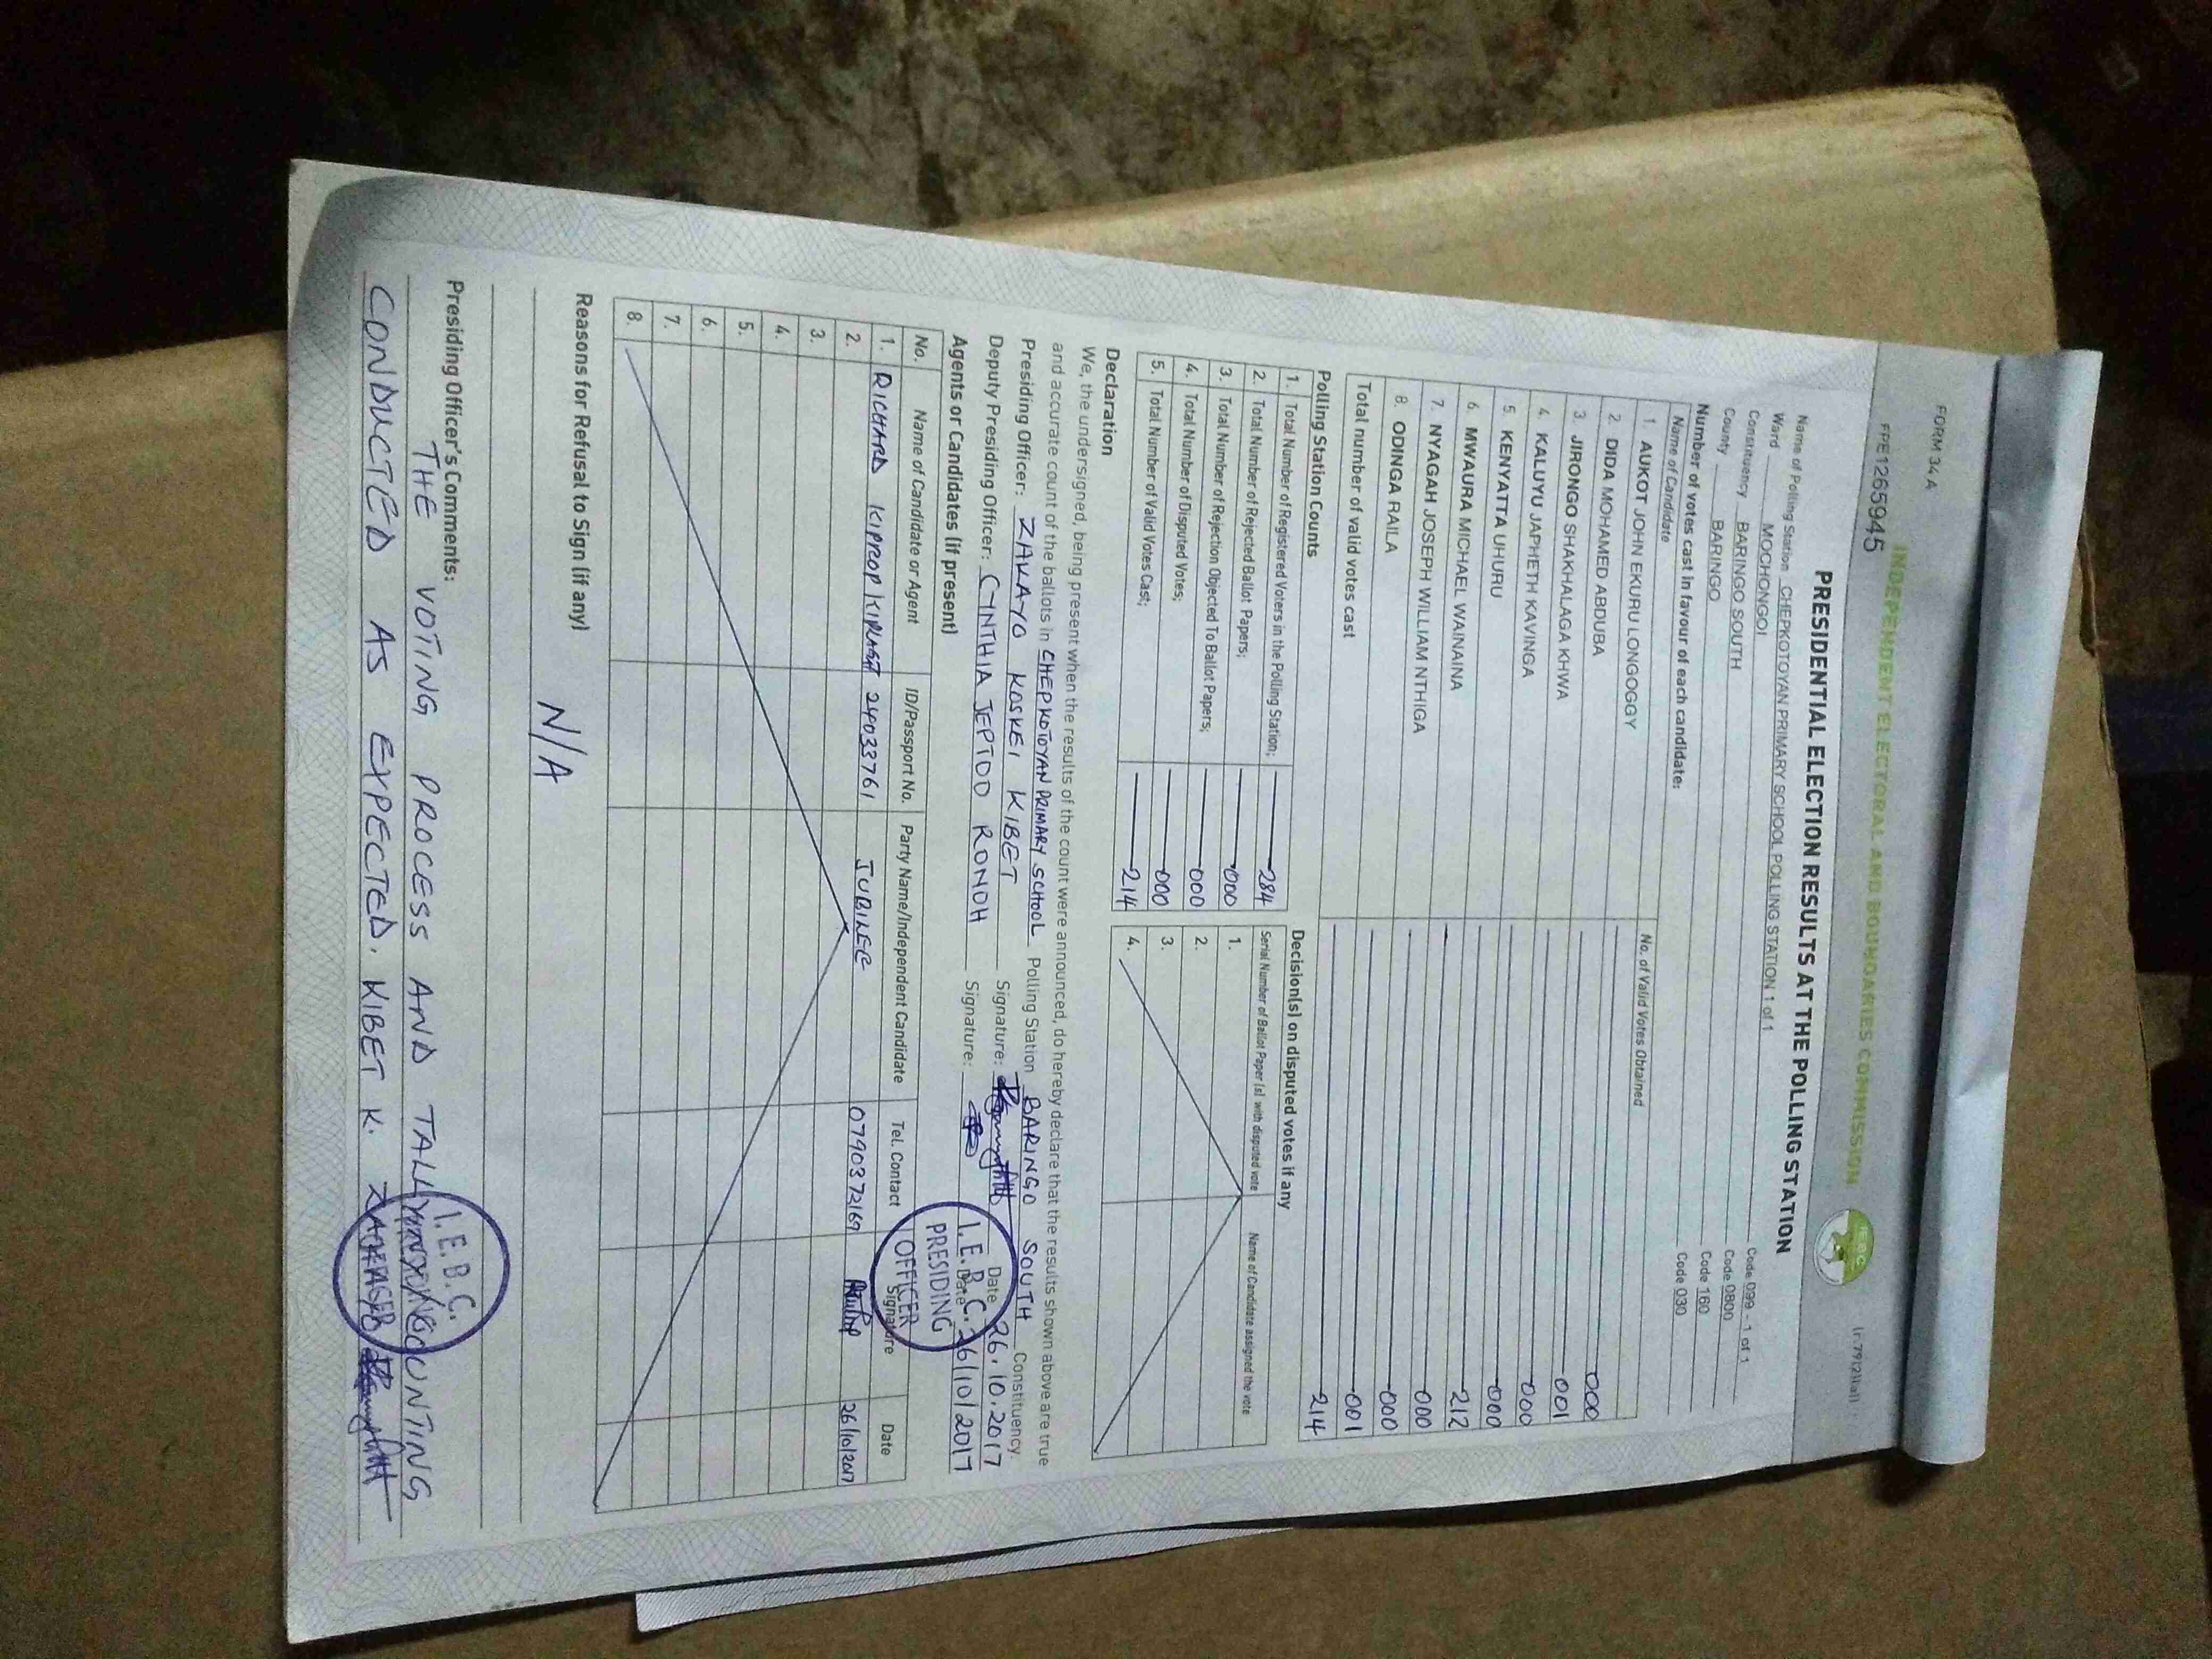 FORM 34A
FPE1265945
(r.79(2)(a))
INDEPENDENT ELECTORAL AND BOUNDARIES COMMISSION
PRESIDENTIAL ELECTION RESULTS AT THE POLLING STATION
Name of Polling Station CHEPKOTOYAN PRIMARY SCHOOL POLLING STATION 1 of 1 Code 099 - 1 of 1
Ward MOCHONGOI Code 0800
Constituency BARINGO SOUTH Code 160
County BARINGO Code 030
Number of votes cast in favour of each candidate:
Name of Candidate No. of Valid Votes Obtained
1. AUKOT JOHN EKURU LONGOGGY 000
2. DIDA MOHAMED ABDUBA 001
3. JIRONGO SHAKHALAGA KHWA 000
4. KALUYU JAPHETH KAVINGA 000
5. KENYATTA UHURU 212
6. MWAURA MICHAEL WAINAINA 000
7. NYAGAH JOSEPH WILLIAM NTHIGA 000
8. ODINGA RAILA 001
Total number of valid votes cast 214
Polling Station Counts
1. Total Number of Registered Voters in the Polling Station; 284
2. Total Number of Rejected Ballot Papers; 000
3. Total Number of Rejection Objected To Ballot Papers; 000
4. Total Number of Disputed Votes; 000
5. Total Number of Valid Votes Cast; 214
Decision(s) on disputed votes if any
Serial Number of Ballot Paper (s) with disputed vote Name of Candidate assigned the vote
1.
2.
3.
4.
Declaration
We, the undersigned, being present when the results of the count were announced, do hereby declare that the results shown above are true
and accurate count of the ballots in CHEPKOTOYAN PRIMARY SCHOOL Polling Station BARINGO SOUTH Constituency.
Presiding Officer: ZAKAYO KOSKEI KIBET Signature: Date 26.10.2017
Deputy Presiding Officer: CYNTHIA JEPTOO RONOH Signature: Date 26/10/2017
I.E.B.C.
PRESIDING
OFFICER
Agents or Candidates (if present)
No. Name of Candidate or Agent ID/Passport No. Party Name/Independent Candidate Tel. Contact Signature Date
1. RICHARD KIPROP 24033761 JUBILEE 0790372169 26/10/2017
2.
3.
4.
5.
6.
7.
8.
Reasons for Refusal to Sign (if any)
N/A
Presiding Officer's Comments:
THE VOTING PROCESS AND TALLYING COUNTING
CONDUCTED AS EXPECTED. KIBET K.
I.E.B.C.